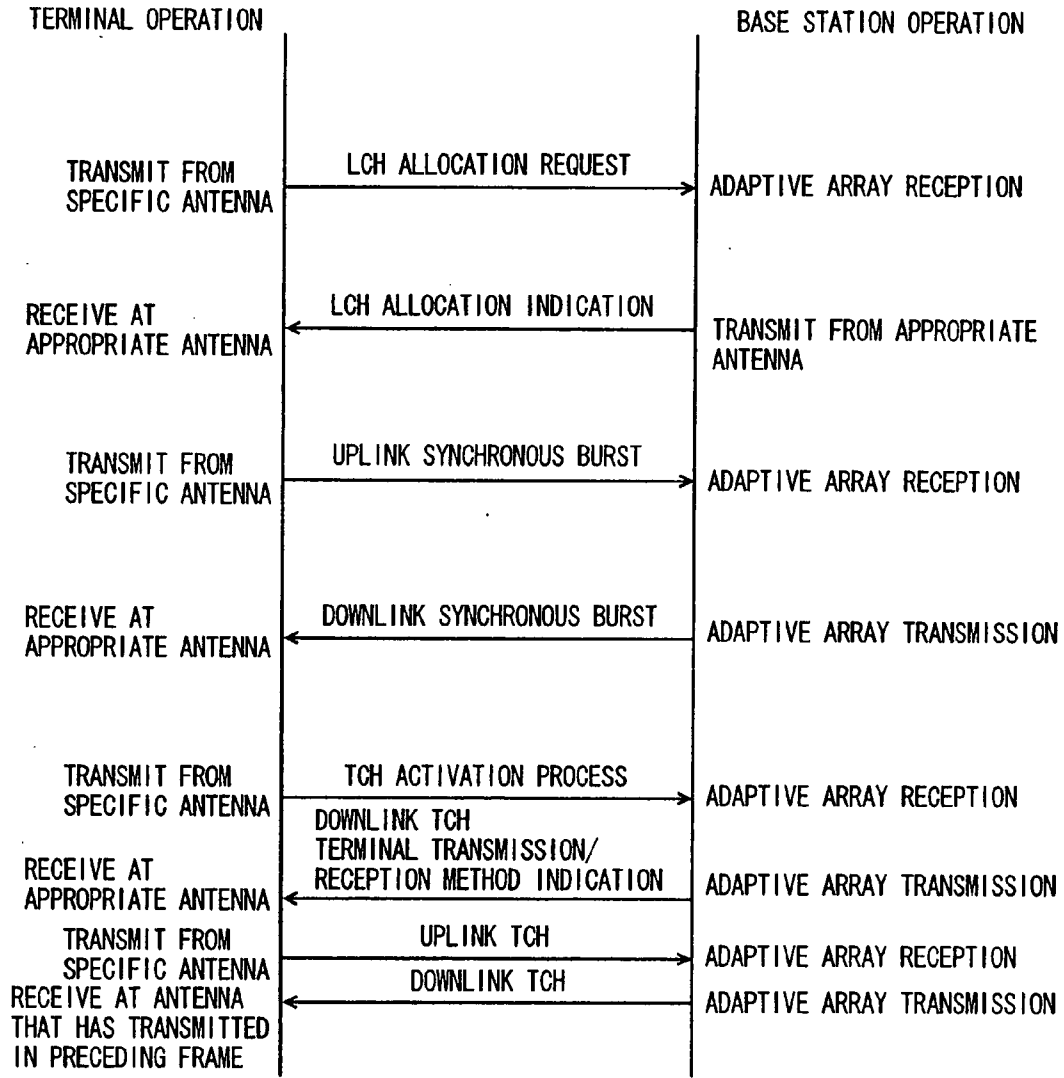 TERMINAL OPERATION
BASE STATION OPERATION
TRANSMIT FROM
SPECIFIC ANTENNA
LCH ALLOCATION REQUEST
ADAPTIVE ARRAY RECEPTION
RECEIVE AT
APPROPRIATE ANTENNA
LCH ALLOCATION INDICATION
TRANSMIT FROM APPROPRIATE
ANTENNA
TRANSMIT FROM
SPECIFIC ANTENNA
UPLINK SYNCHRONOUS BURST
ADAPTIVE ARRAY RECEPTION
RECEIVE AT
APPROPRIATE ANTENNA
DOWNLINK SYNCHRONOUS BURST
ADAPTIVE ARRAY TRANSMISSION
TRANSMIT FROM
SPECIFIC ANTENNA
TCH ACTIVATION PROCESS
ADAPTIVE ARRAY RECEPTION
RECEIVE AT
APPROPRIATE ANTENNA
DOWNLINK TCH
TERMINAL TRANSMISSION/
RECEPTION METHOD INDICATION
ADAPTIVE ARRAY TRANSMISSION
TRANSMIT FROM
SPECIFIC ANTENNA
UPLINK TCH
ADAPTIVE ARRAY RECEPTION
RECEIVE AT ANTENNA
THAT HAS TRANSMITTED
IN PRECEDING FRAME
DOWNLINK TCH
ADAPTIVE ARRAY TRANSMISSION